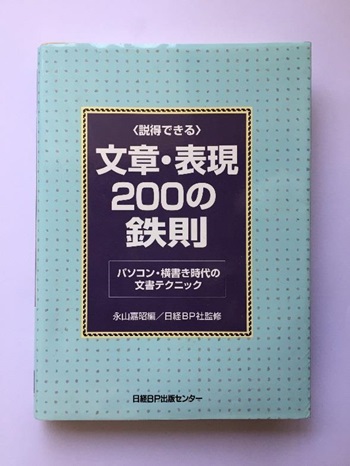 〈説得できる〉
文章・表現
200の
鉄則
パソコン・横書き時代の
文書テクニック
永山嘉昭編／日経BP社監修
日経BP出版センター